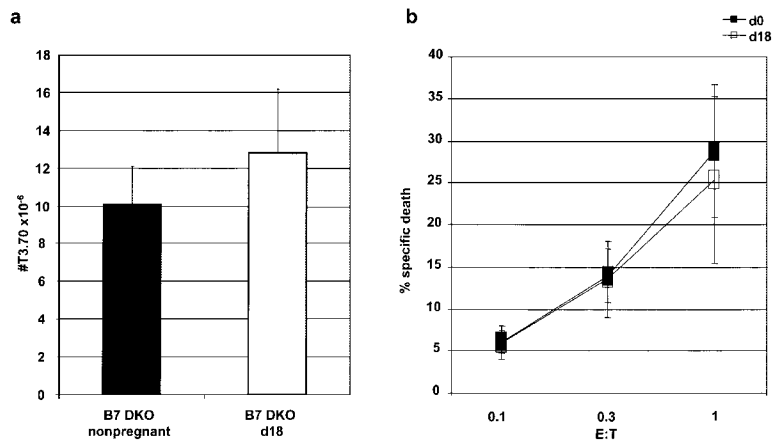 a
18
16
14
12
10
8
6
4
2
0
#T3.70 x10-6
B7 DKO
nonpregnant
B7 DKO
d18
b
d0
d18
40
35
30
25
20
15
10
5
0
% specific death
0.1
0.3
1
E:T